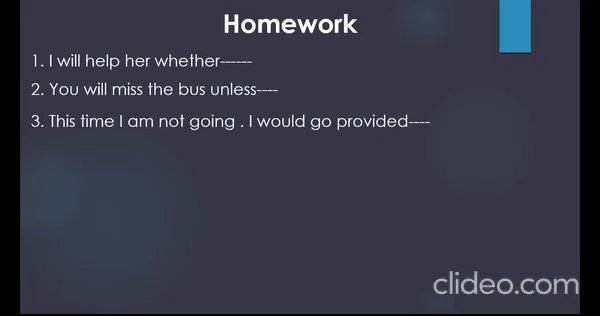 Homework
1. I will help her whether------
2. You will miss the bus unless----
3. This time I am not going . I would go provided----
clideo.com